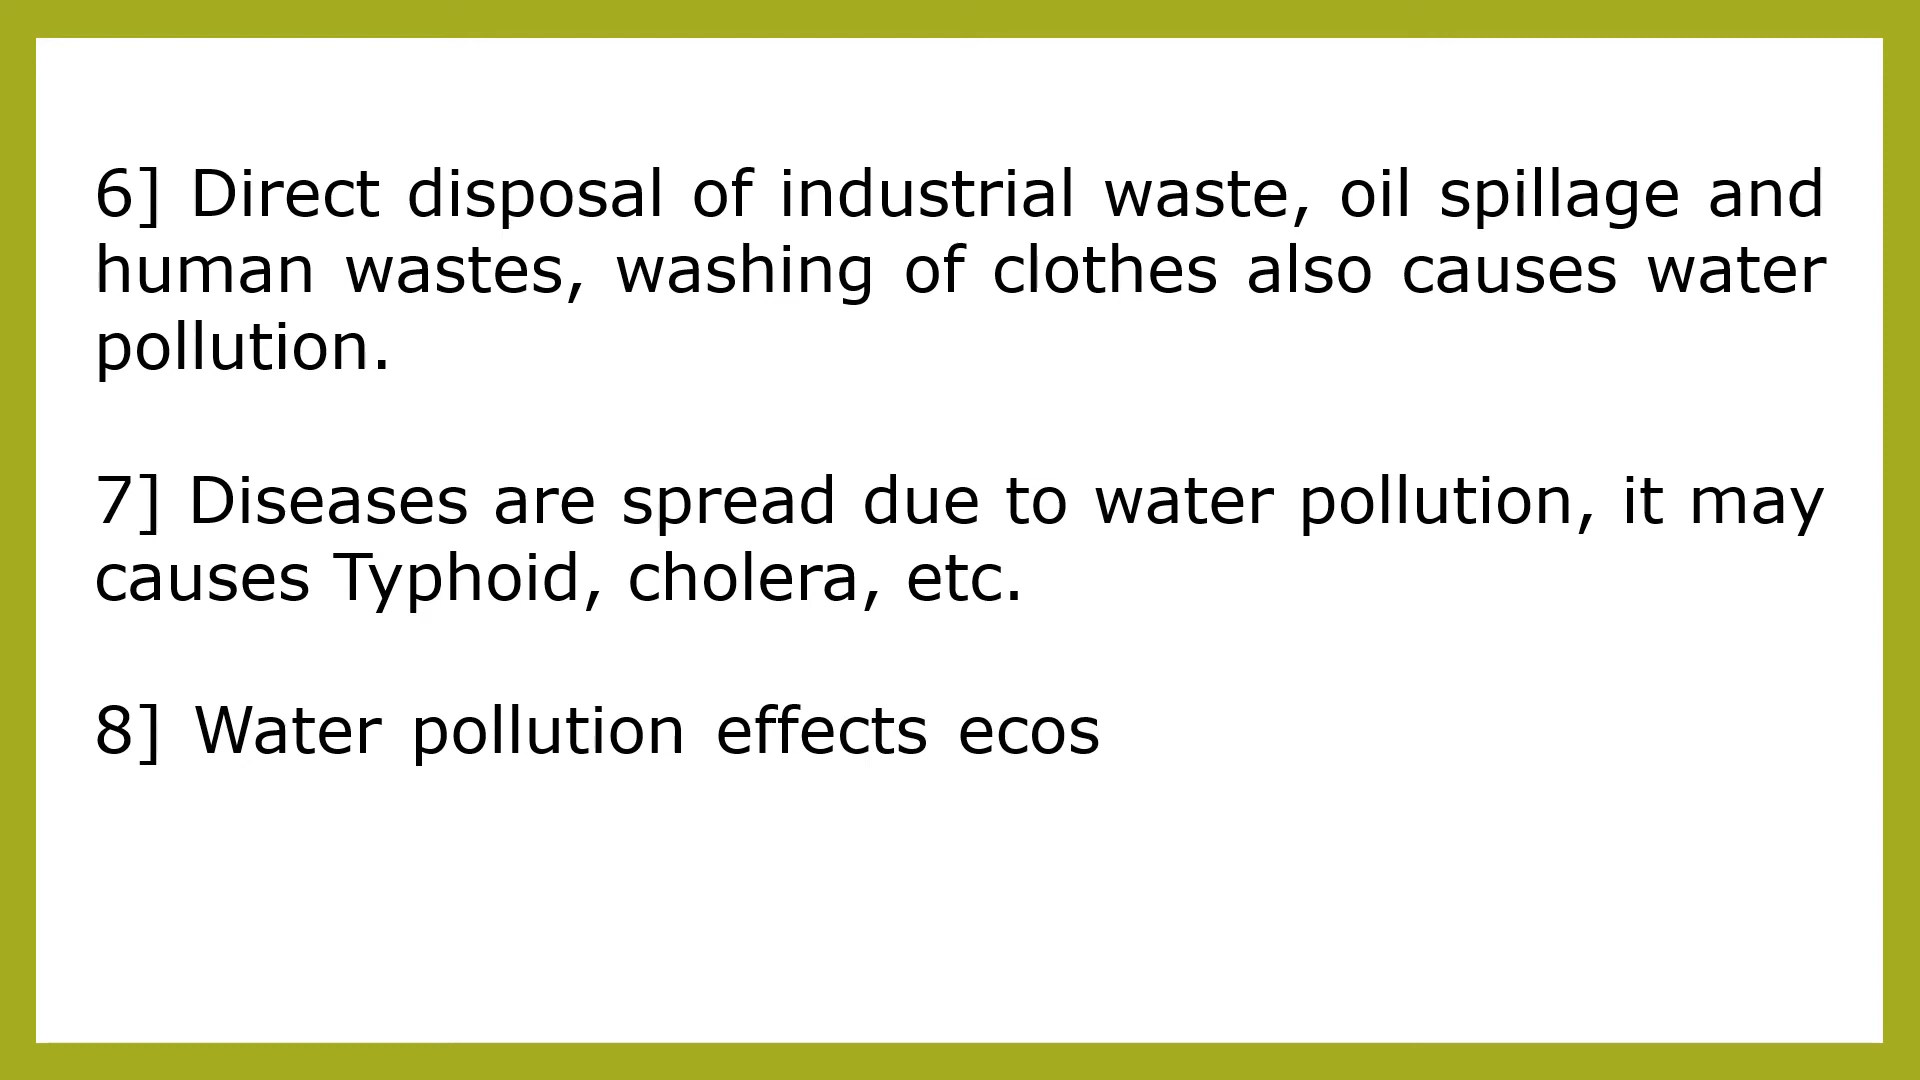 6] Direct disposal of industrial waste, oil spillage and
human wastes, washing of clothes also causes water
pollution.
7] Diseases are spread due to water pollution, it may
causes Typhoid, cholera, etc.
8] Water pollution effects ecos